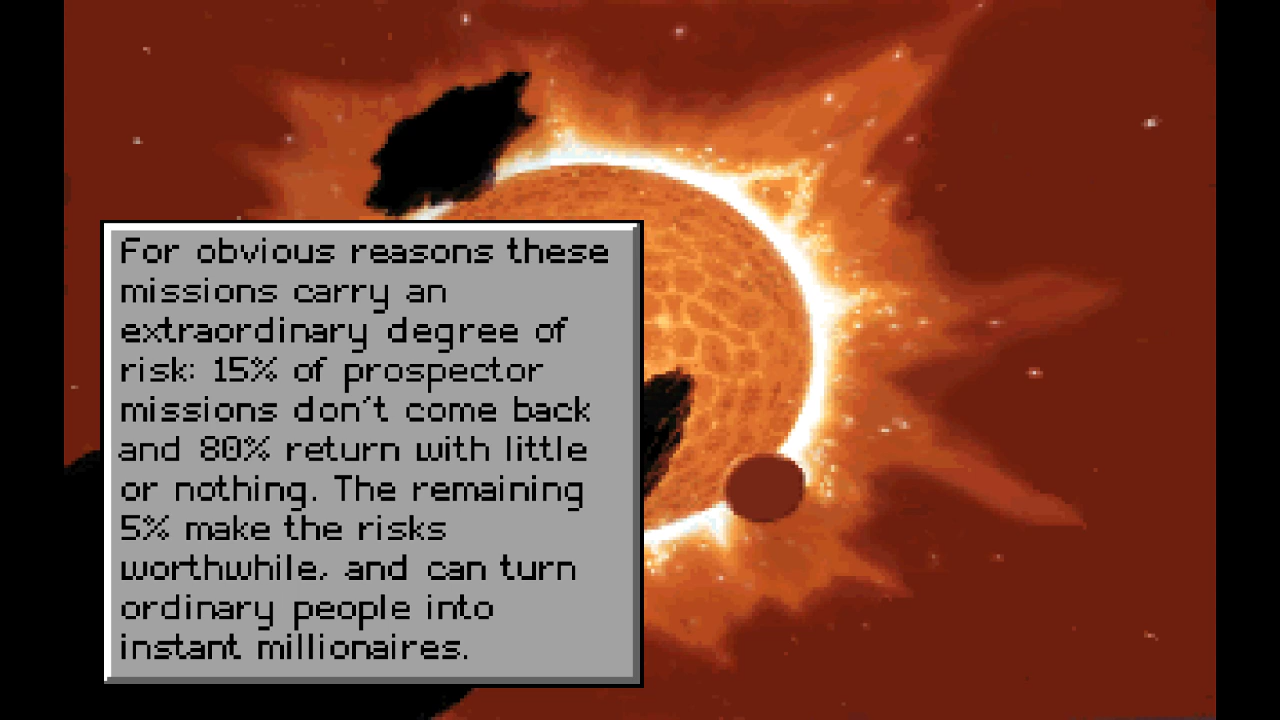 For obvious reasons these
missions carry an
extraordinary degree of
risk: 15% of prospector
missions don't come back
and 80% return with little
or nothing. The remaining
5% make the risks
worthwhile, and can turn
ordinary people into
instant millionaires.